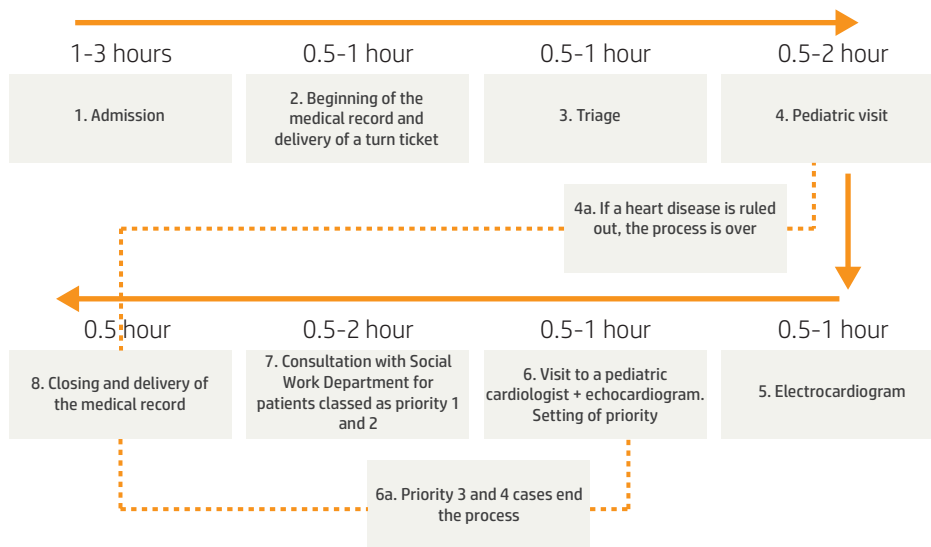 1-3 hours
0.5-1 hour
0.5-1 hour
0.5-2 hour
1. Admission
2. Beginning of the
medical record and
delivery of a turn ticket
3. Triage
4. Pediatric visit
4a. If a heart disease is ruled
out, the process is over
0.5 hour
0.5-2 hour
0.5-1 hour
0.5-1 hour
8. Closing and delivery of
the medical record
7. Consultation with Social
Work Department for
patients classed as priority 1
and 2
6. Visit to a pediatric
cardiologist + echocardiogram.
Setting of priority
5. Electrocardiogram
6a. Priority 3 and 4 cases end
the process